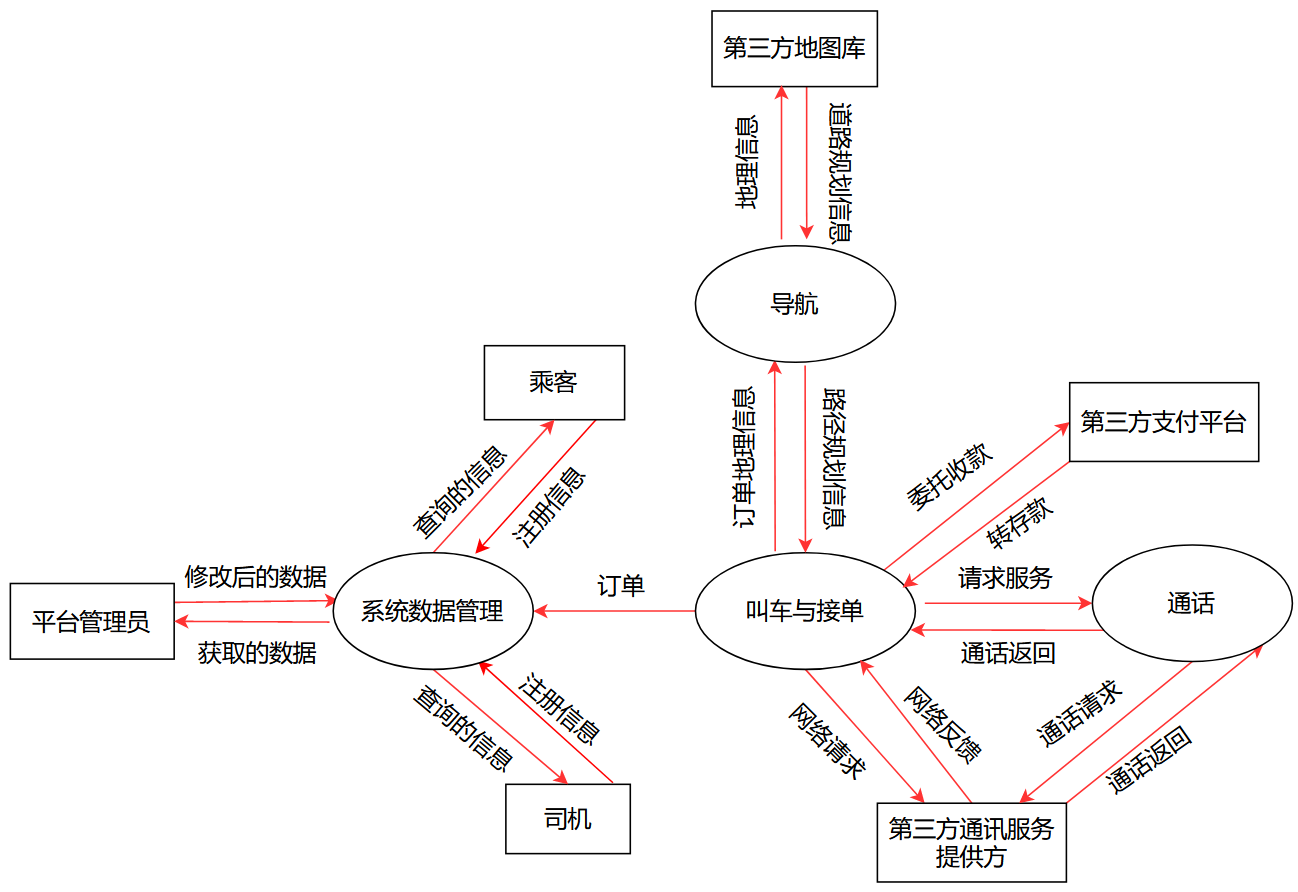 第三方地图库
地理信息
道路规划信息
导航
乘客
订单地理信息
路径规划信息
第三方支付平台
查询的信息
注册信息
委托收款
转存款
修改后的数据
订单
请求服务
平台管理员
系统数据管理
叫车与接单
通话
获取的数据
通话返回
查询的信息
注册信息
网络请求
网络反馈
通话请求
通话返回
司机
第三方通讯服务
提供方